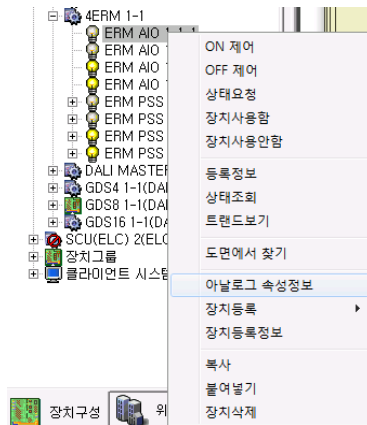 4ERM 1-1
ERM AIO 1-1-1
ERM AIO
ERM AIO
ERM AIO
ERM PSS
ERM PSS
ERM PSS
ERM PSS
DALI MASTER
GDS4 1-1(DAL
GDS8 1-1(DAL
GDS16 1-1(DA
SCU(ELC) 2(ELC
장치그룹
클라이언트 시스템
ON 제어
OFF 제어
상태요청
장치사용함
장치사용안함
등록정보
상태조회
트랜드보기
도면에서 찾기
아날로그 속성정보
장치등록
장치등록정보
복사
붙여넣기
장치삭제
장치구성
위